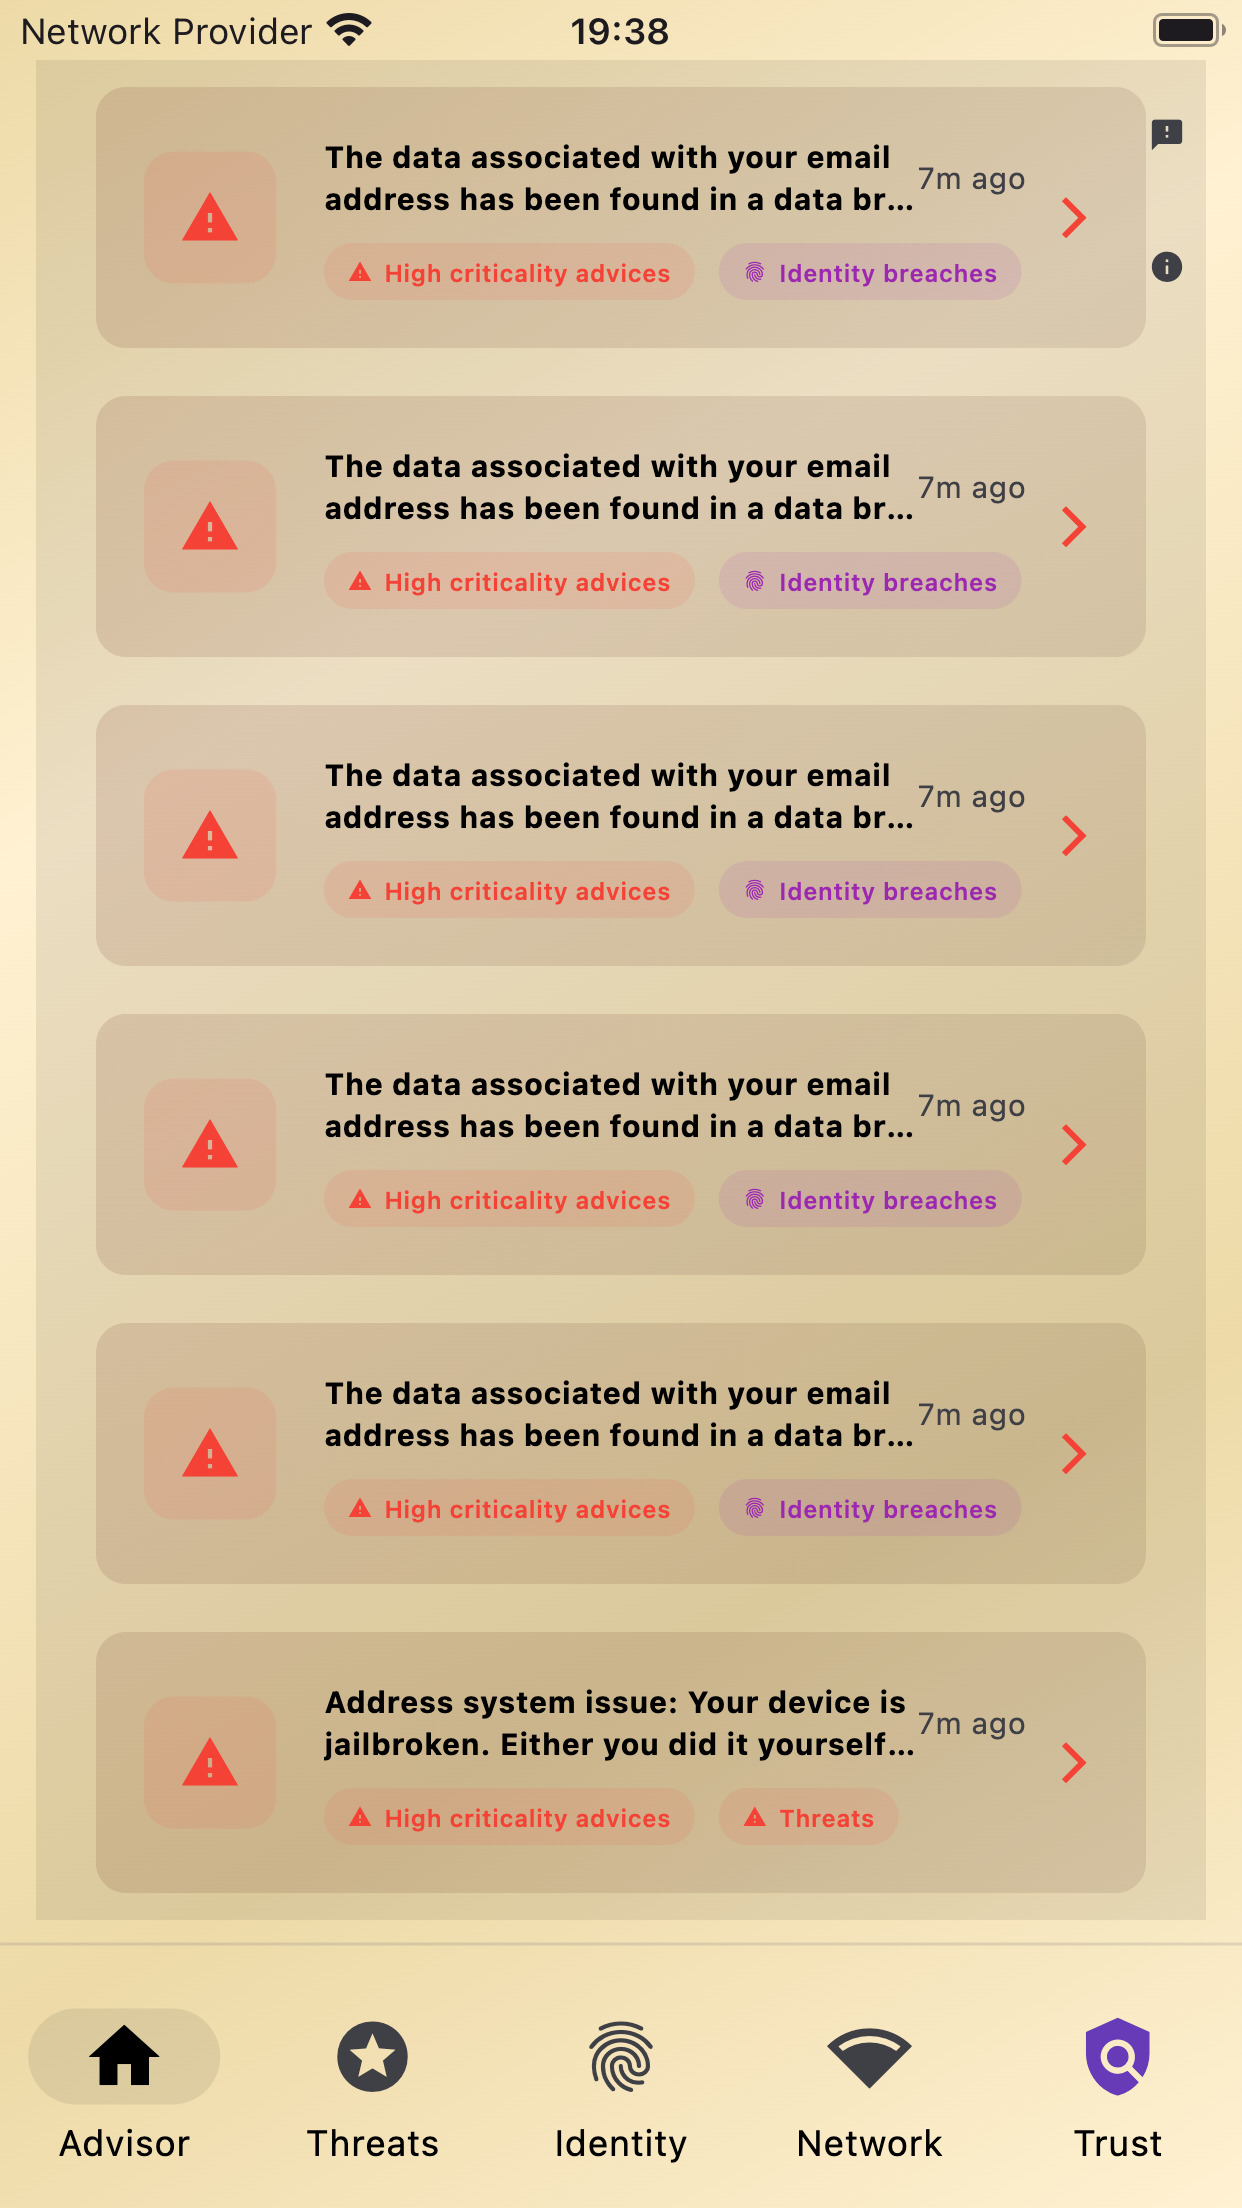 Network Provider
19:38
The data associated with your email
address has been found in a data br...
7m ago
High criticality advices
Identity breaches
The data associated with your email
address has been found in a data br...
7m ago
High criticality advices
Identity breaches
The data associated with your email
address has been found in a data br...
7m ago
High criticality advices
Identity breaches
The data associated with your email
address has been found in a data br...
7m ago
High criticality advices
Identity breaches
The data associated with your email
address has been found in a data br...
7m ago
High criticality advices
Identity breaches
Address system issue: Your device is
jailbroken. Either you did it yourself...
7m ago
High criticality advices
Threats
Advisor
Threats
Identity
Network
Trust